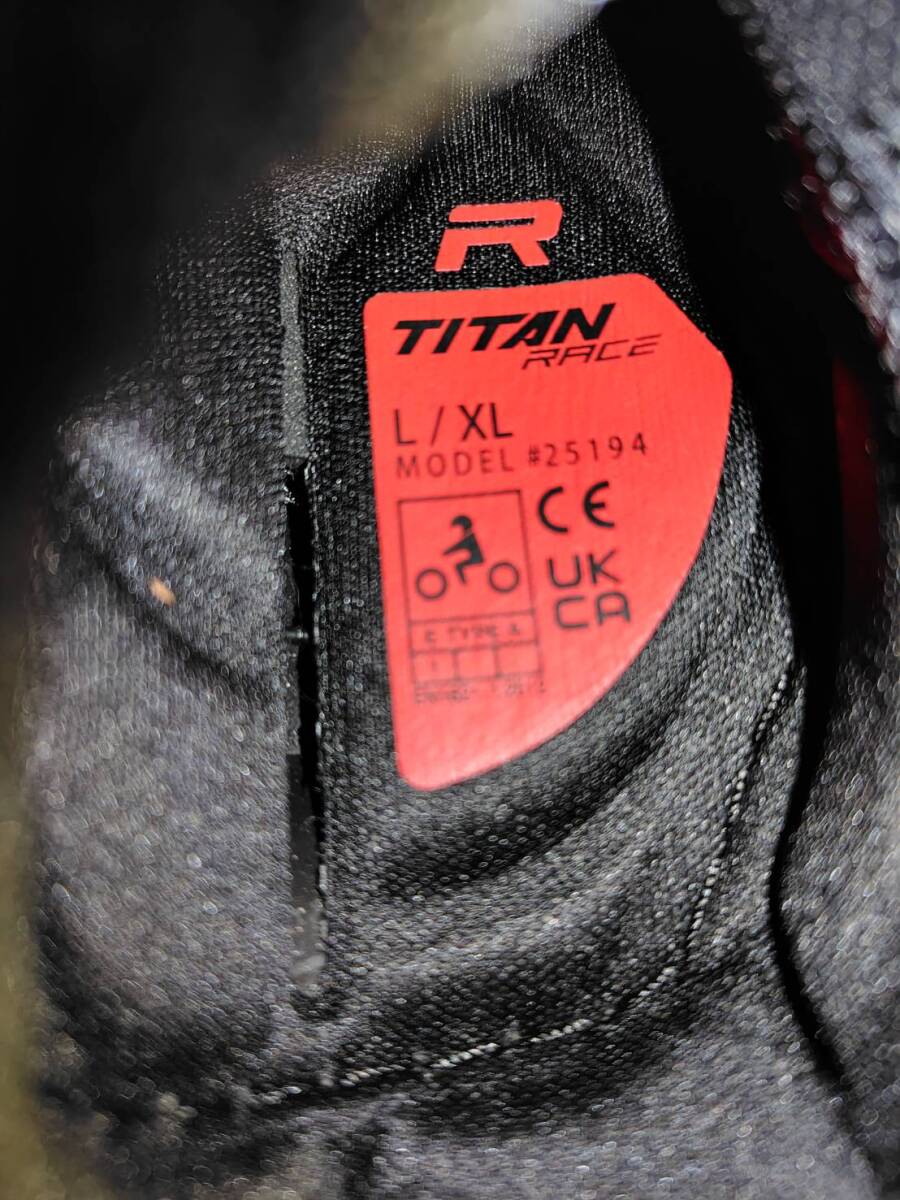 R
TITAN
RACE
L / XL
MODEL #25194
CE
UK
CA